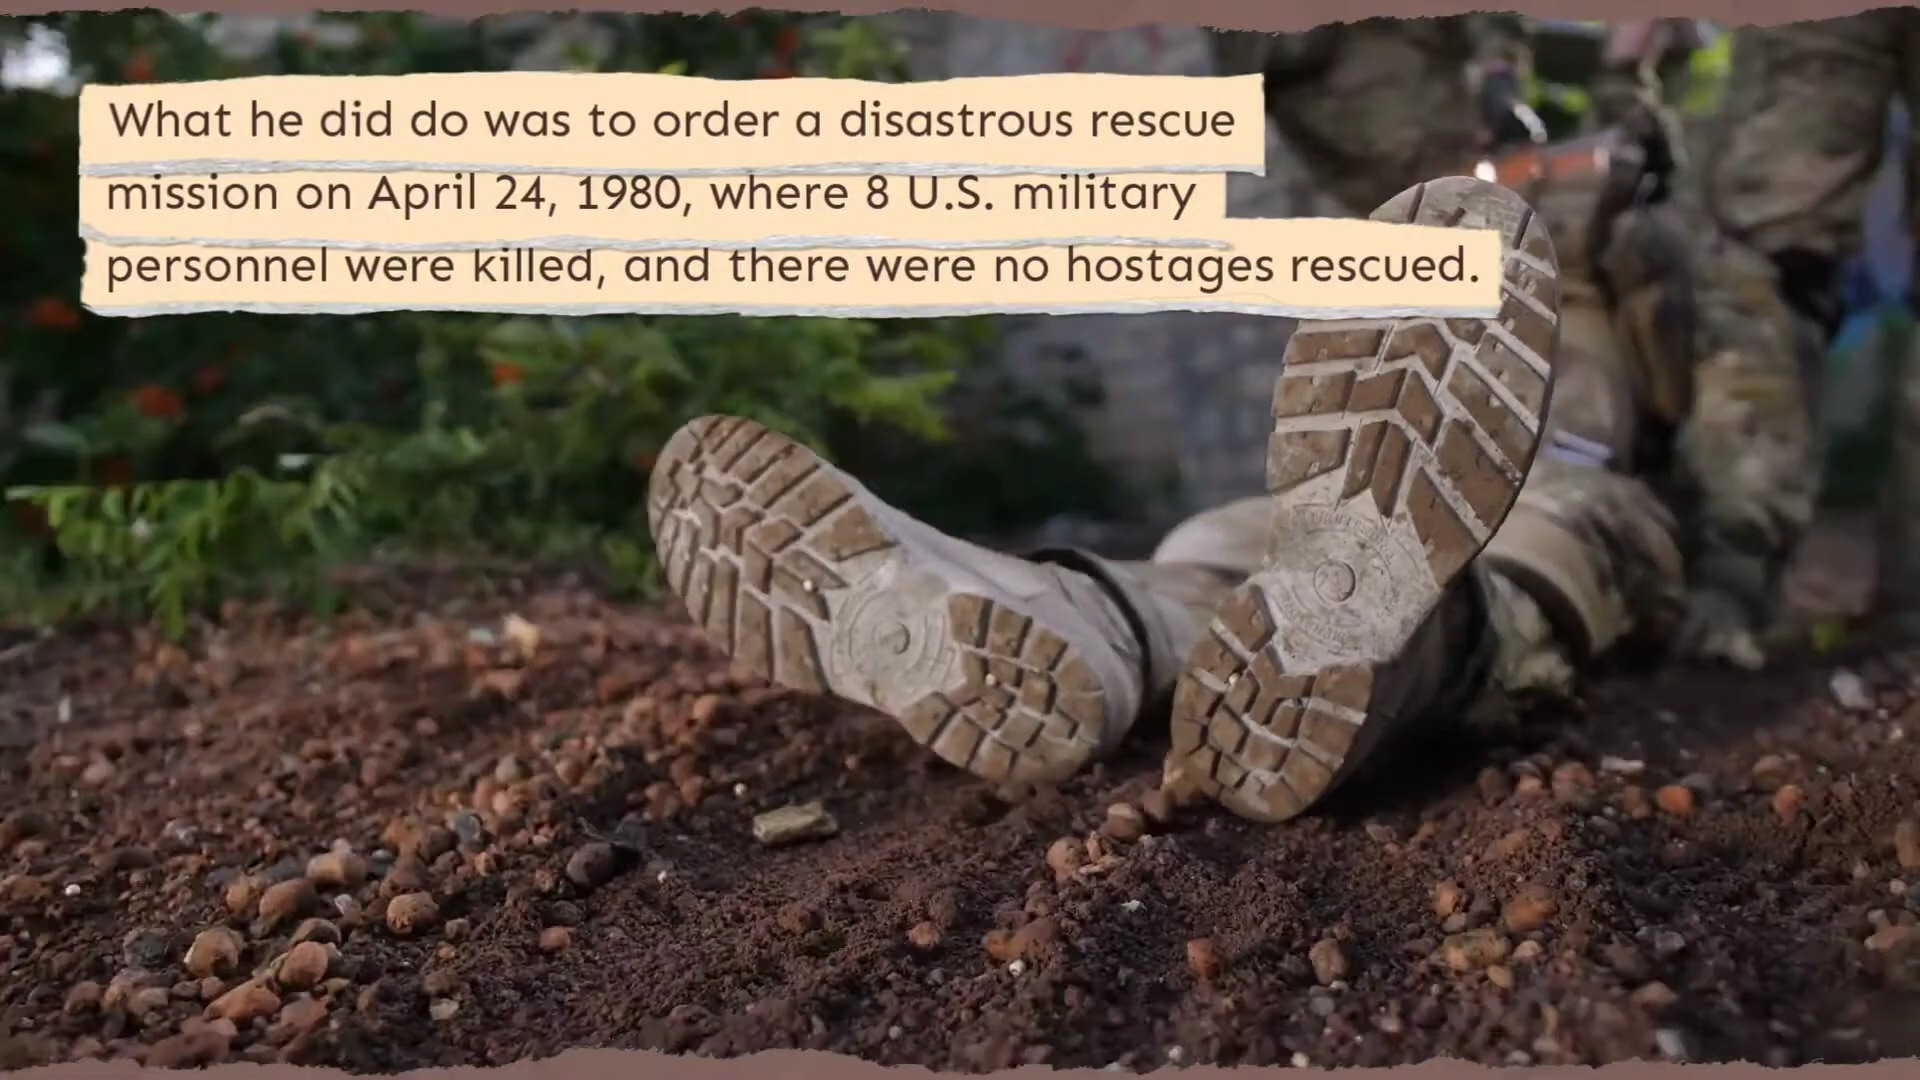 What he did do was to order a disastrous rescue
mission on April 24, 1980, where 8 U.S. military
personnel were killed, and there were no hostages rescued.